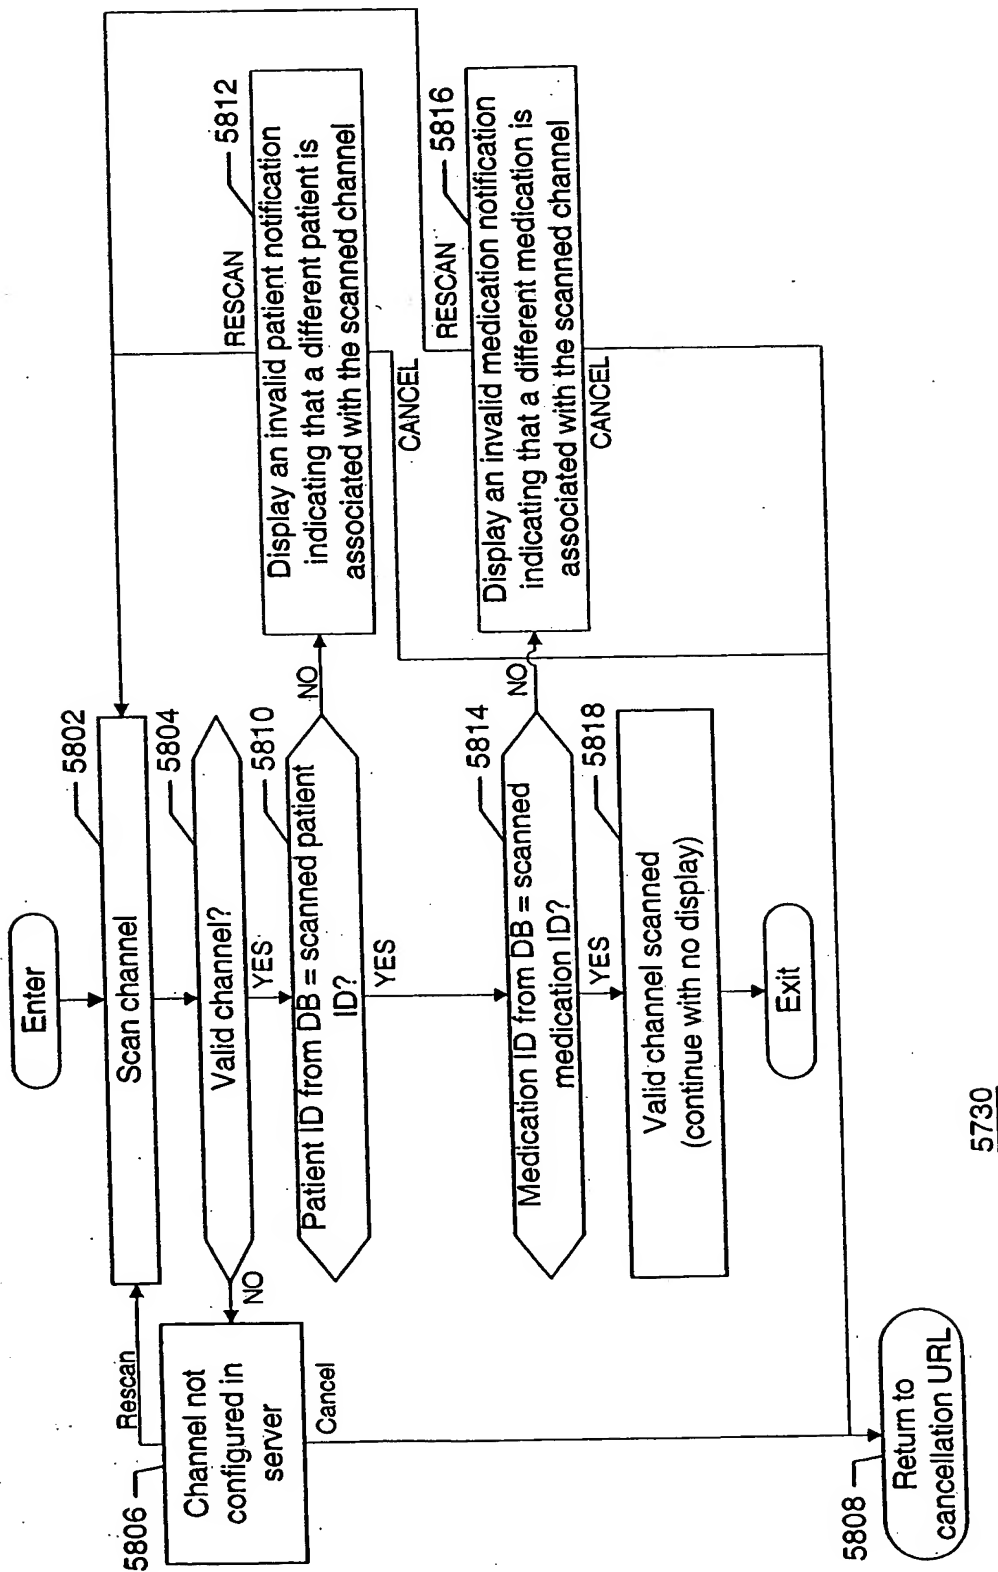 Enter
5802
Scan channel
Rescan
5804
Valid channel?
NO
YES
5806
Channel not
configured in
server
Cancel
5810
Patient ID from DB = scanned patient
ID?
NO
YES
RESCAN
5812
Display an invalid patient notification
indicating that a different patient is
associated with the scanned channel
CANCEL
5814
Medication ID from DB = scanned
medication ID?
NO
YES
RESCAN
5816
Display an invalid medication notification
indicating that a different medication is
associated with the scanned channel
CANCEL
5818
Valid channel scanned
(continue with no display)
Exit
5808
Return to
cancellation URL
5730